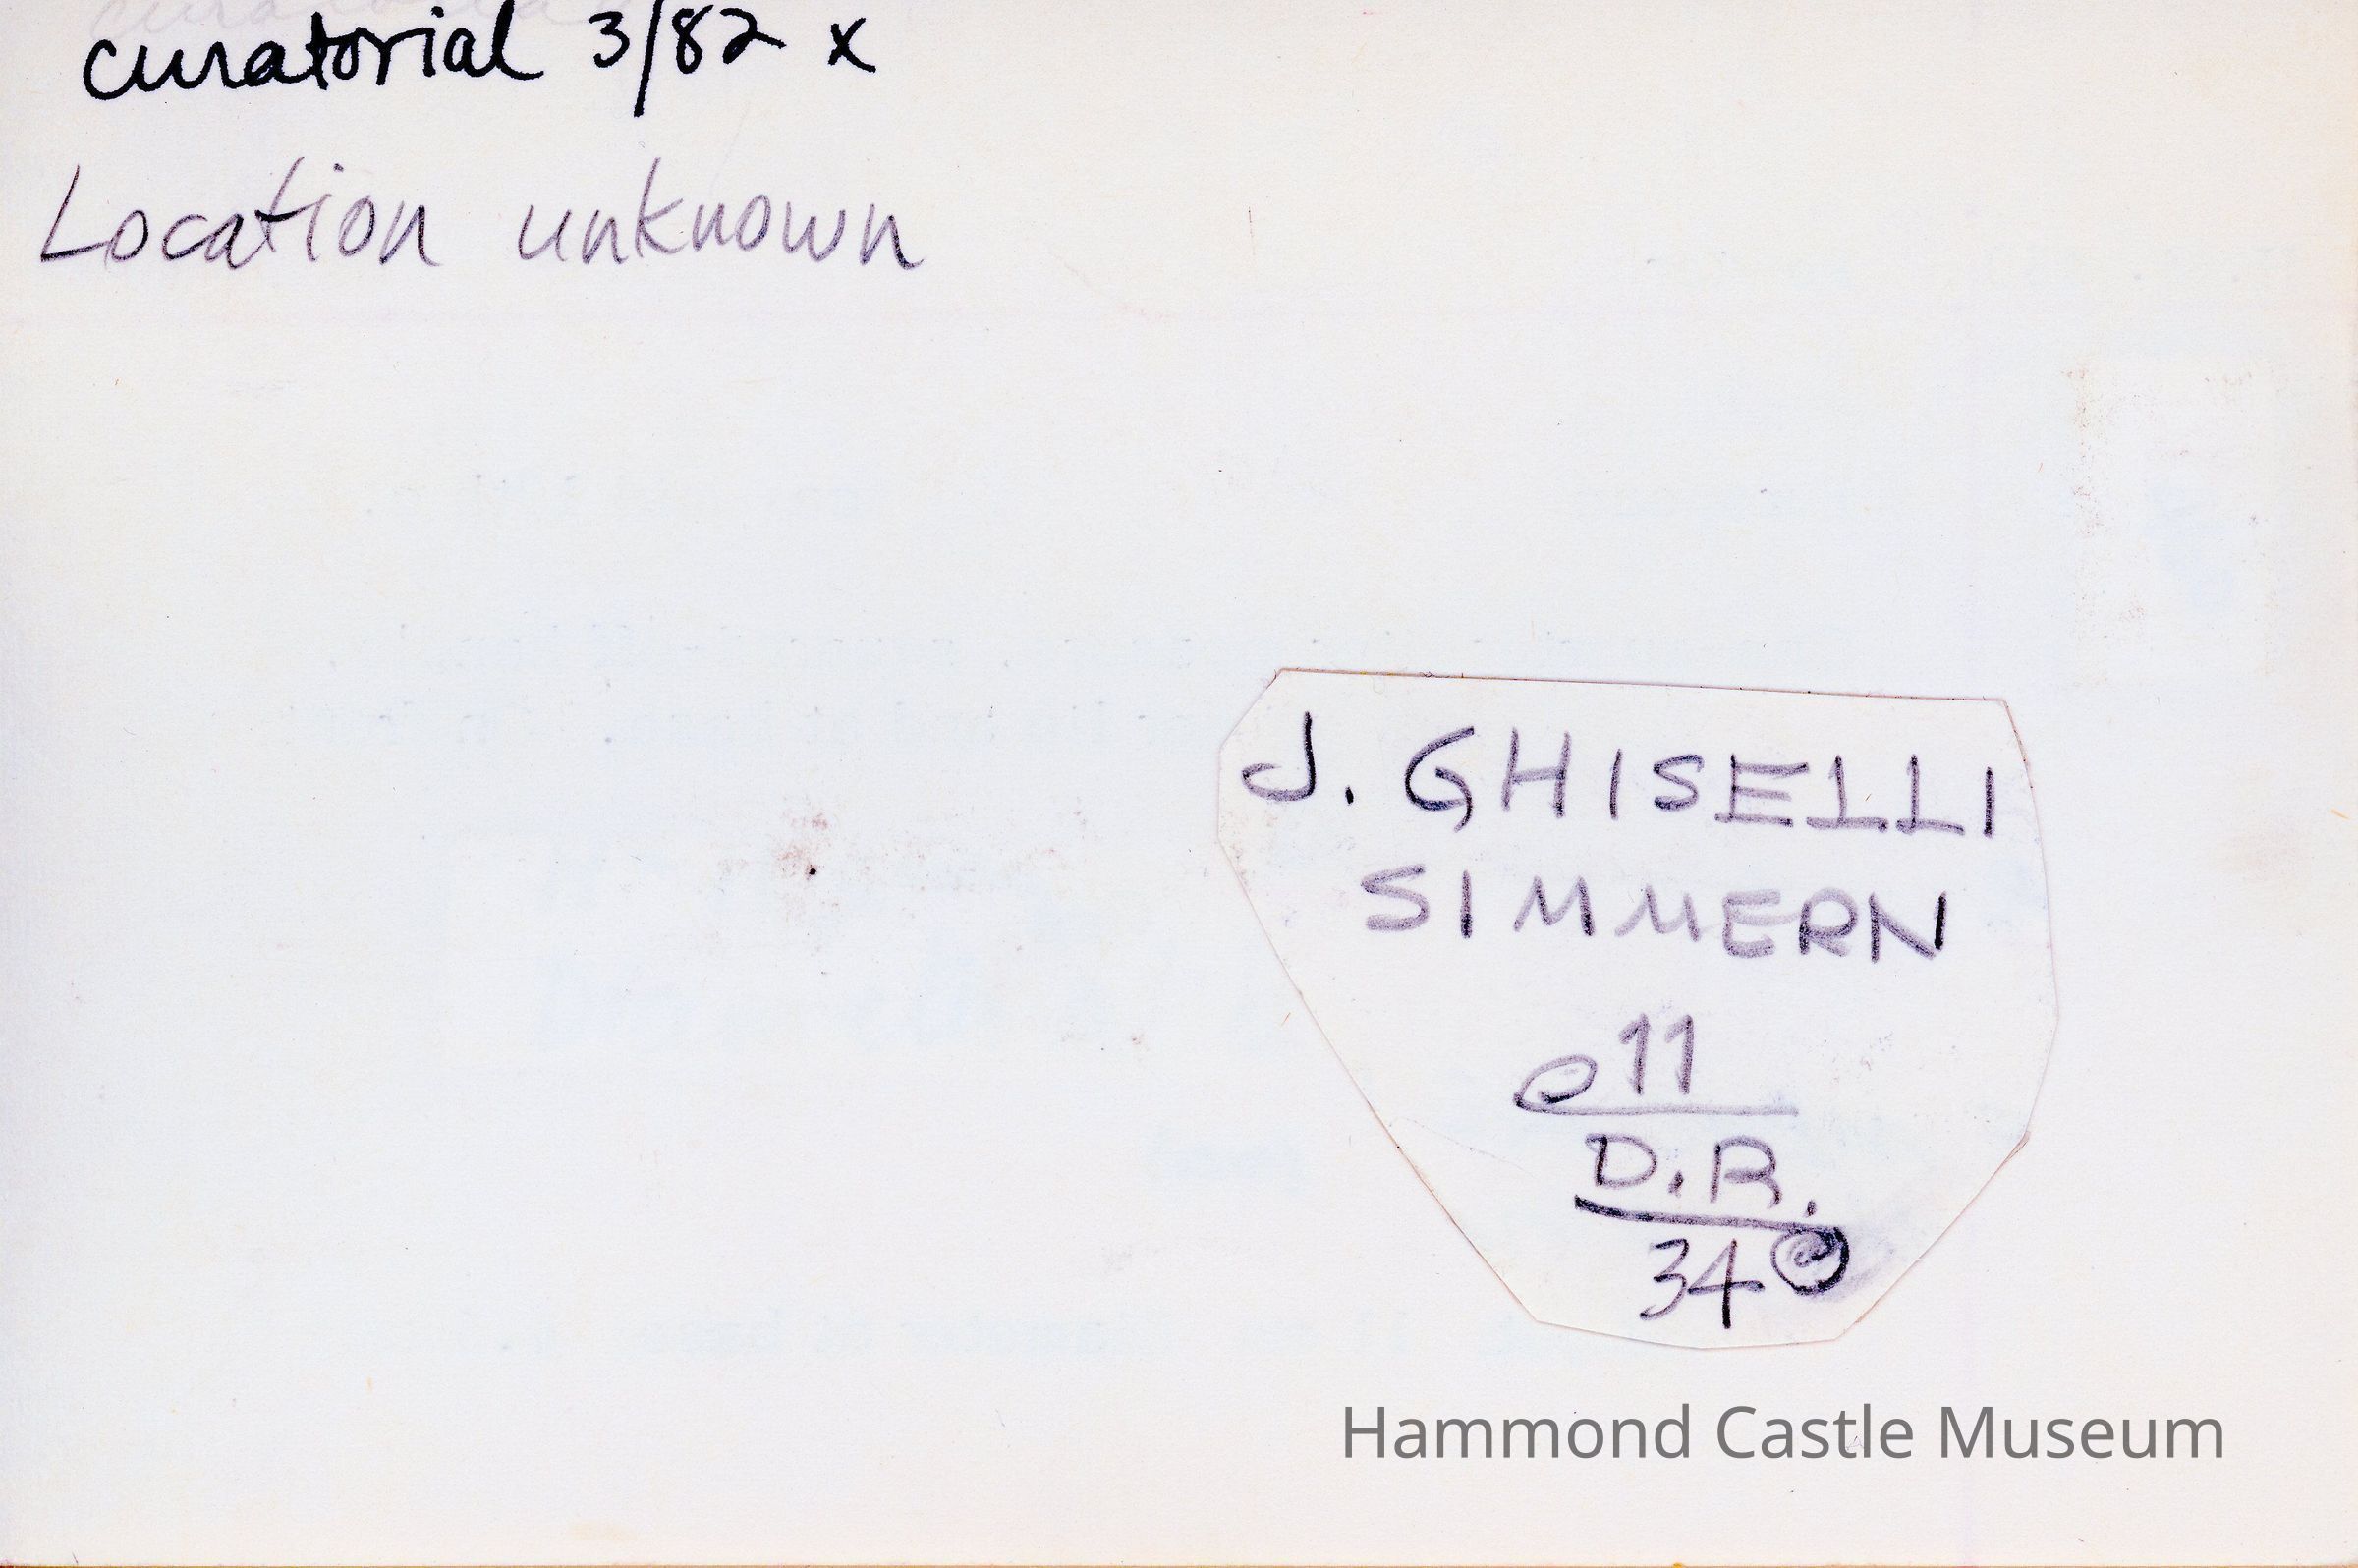 curatorial 3/82 x
Location unknown
J. GHISELLI
SIMMERN
11
D.R.
34
Hammond Castle Museum